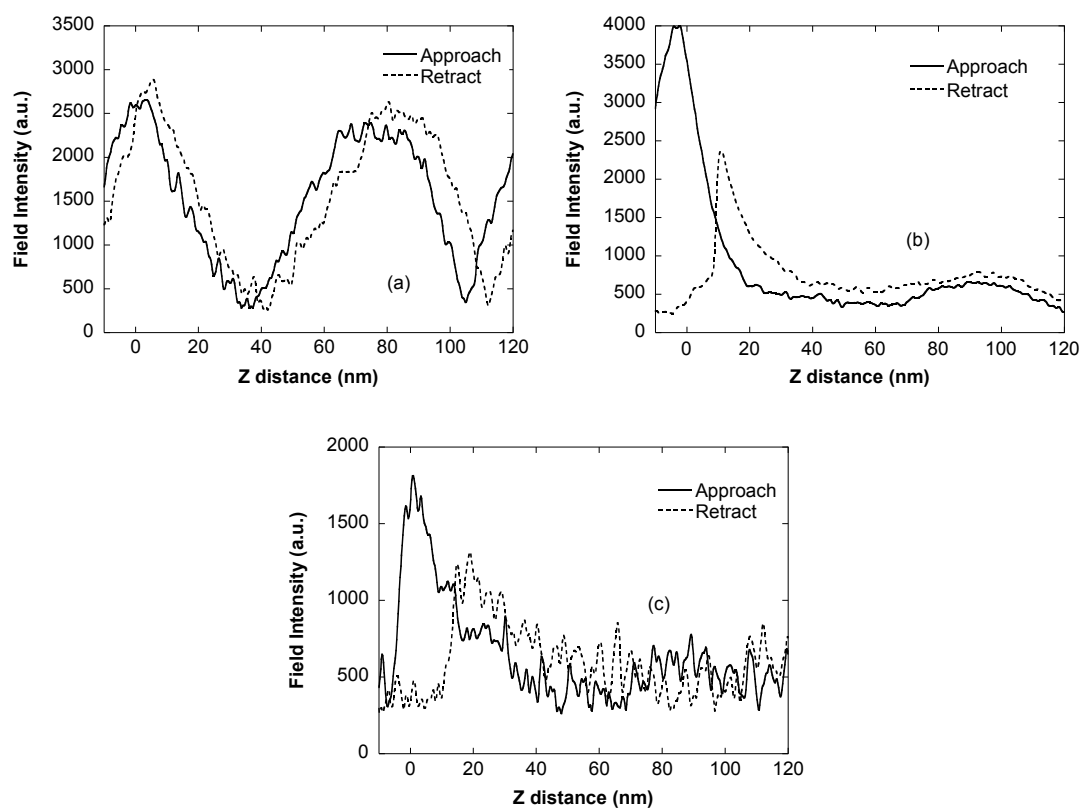 3500
3000
2500
2000
1500
1000
500
0
Field Intensity (a.u.)
Approach
Retract
(a)
0 20 40 60 80 100 120
Z distance (nm)
4000
3500
3000
2500
2000
1500
1000
500
0
Field Intensity (a.u.)
Approach
Retract
(b)
0 20 40 60 80 100 120
Z distance (nm)
2000
1500
1000
500
0
Field Intensity (a.u.)
Approach
Retract
(c)
0 20 40 60 80 100 120
Z distance (nm)